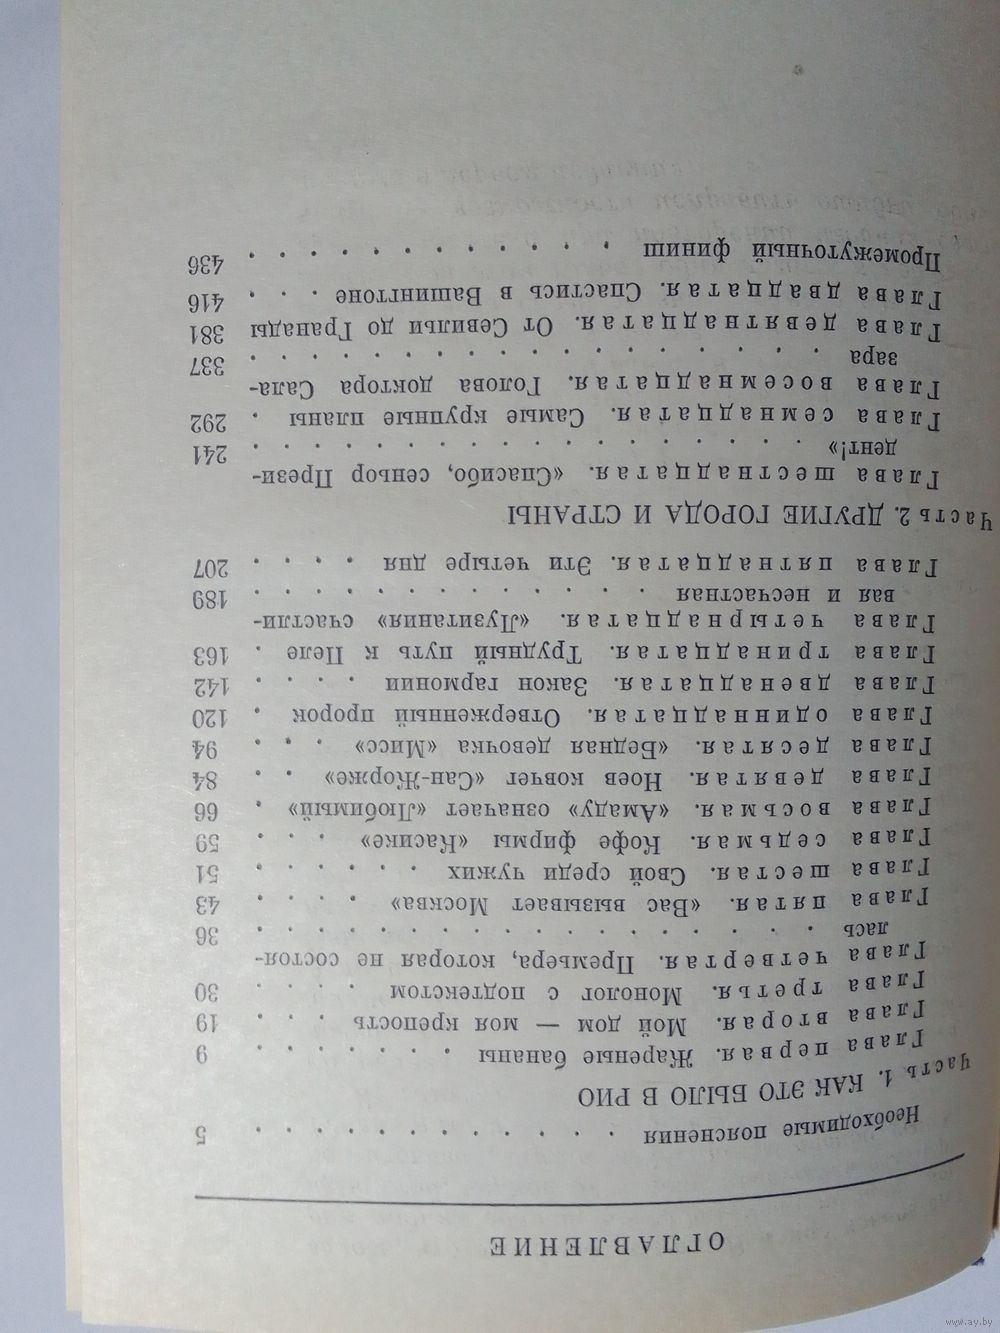 ОГЛАВЛЕНИЕ
Необходимые пояснения . . . . . . . . . . . . 5
Часть 1. КАК ЭТО БЫЛО В РИО
Глава первая. Жареные бананы . . . . . . . 9
Глава вторая. Мой дом — моя крепость . . . 19
Глава третья. Монолог с подтекстом . . . . 30
Глава четвертая. Премьера, которая не состоя-
лась . . . . . . . . . . . . . . . . . . 36
Глава пятая. «Вас вызывает Москва» . . . . 43
Глава шестая. Свой среди чужих . . . . . . 51
Глава седьмая. Кофе фирмы «Касике» . . . 59
Глава восьмая. «Амаду» означает «Любимый» . 66
Глава девятая. Ноев ковчег «Сан-Жорже» . . 84
Глава десятая. «Бедная девочка «Мисс» . . . 94
Глава одиннадцатая. Отверженный пророк . 120
Глава двенадцатая. Закон гармонии . . . . 142
Глава тринадцатая. Трудный путь к Пеле . 163
Глава четырнадцатая. «Лузитания» счастли-
вая и несчастная . . . . . . . . . . . . . 189
Глава пятнадцатая. Эти четыре дня . . . . 207
Часть 2. ДРУГИЕ ГОРОДА И СТРАНЫ
Глава шестнадцатая. «Спасибо, сеньор Прези-
дент!» . . . . . . . . . . . . . . . . . 241
Глава семнадцатая. Самые крупные планы . 292
Глава восемнадцатая. Голова доктора Сала-
зара . . . . . . . . . . . . . . . . . . 337
Глава девятнадцатая. От Севильи до Гранады 381
Глава двадцатая. Спастись в Вашингтоне . . . 416
Промежуточный финиш . . . . . . . . . . . . 436
www.ay.by